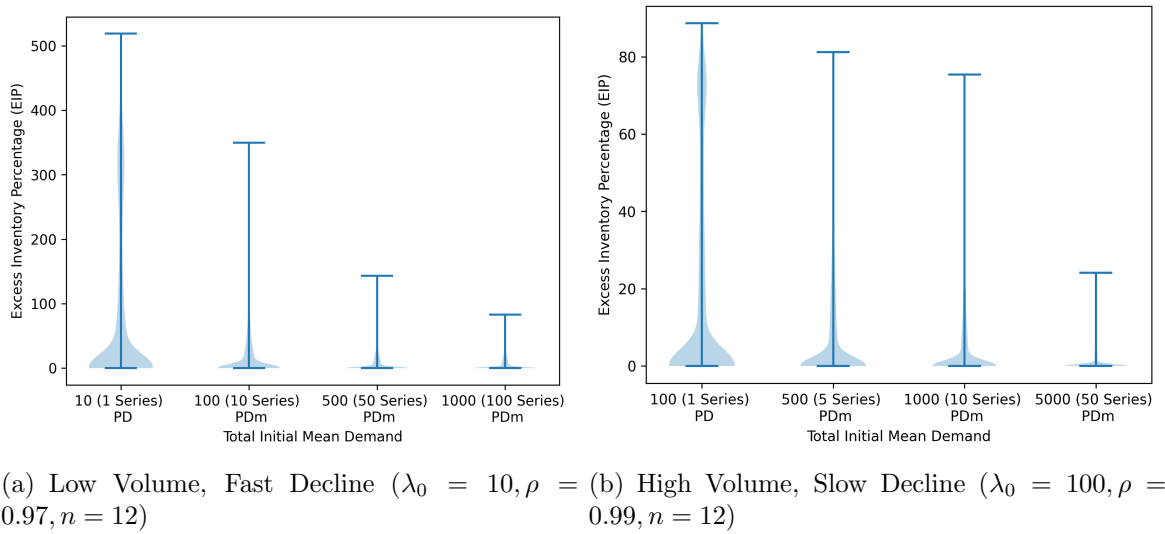 Excess Inventory Percentage (EIP)
500
400
300
200
100
0
10 (1 Series)
PD
100 (10 Series)
PDm
500 (50 Series)
PDm
1000 (100 Series)
PDm
Total Initial Mean Demand
Excess Inventory Percentage (EIP)
80
60
40
20
0
100 (1 Series)
PD
500 (5 Series)
PDm
1000 (10 Series)
PDm
5000 (50 Series)
PDm
Total Initial Mean Demand
(a) Low Volume, Fast Decline (λ₀ = 10, ρ =
0.97, n = 12)
(b) High Volume, Slow Decline (λ₀ = 100, ρ =
0.99, n = 12)